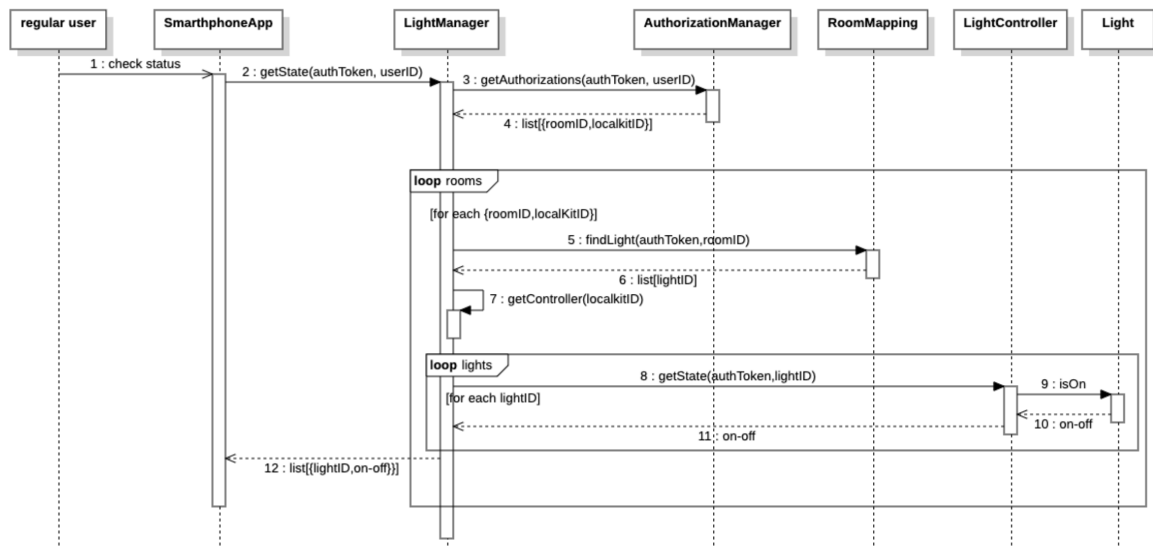 regular user
SmarthphoneApp
LightManager
AuthorizationManager
RoomMapping
LightController
Light
1 : check status
2 : getState(authToken, userID)
3 : getAuthorizations(authToken, userID)
4 : list[{roomID,localkitID}]
loop rooms
[for each {roomID,localKitID}]
5 : findLight(authToken,roomID)
6 : list[lightID]
7 : getController(localkitID)
loop lights
8 : getState(authToken,lightID)
9 : isOn
[for each lightID]
10 : on-off
11 : on-off
12 : list[{lightID,on-off}}]